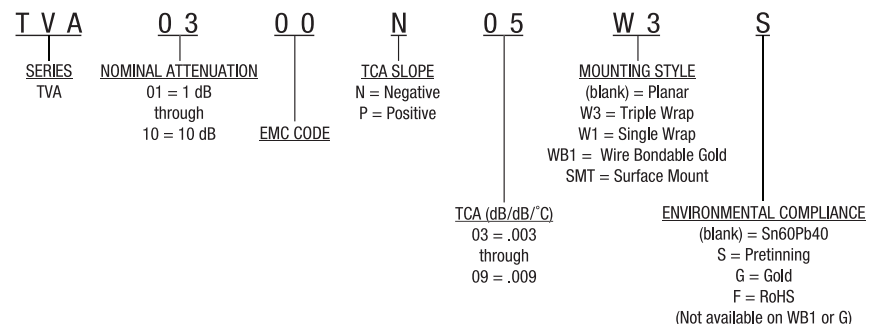 T V A 0 3 0 0 N 0 5 W 3 S
SERIES
TVA
NOMINAL ATTENUATION
01 = 1 dB
through
10 = 10 dB
EMC CODE
TCA SLOPE
N = Negative
P = Positive
TCA (dB/dB/°C)
03 = .003
through
09 = .009
MOUNTING STYLE
(blank) = Planar
W3 = Triple Wrap
W1 = Single Wrap
WB1 = Wire Bondable Gold
SMT = Surface Mount
ENVIRONMENTAL COMPLIANCE
(blank) = Sn60Pb40
S = Pretinning
G = Gold
F = RoHS
(Not available on WB1 or G)